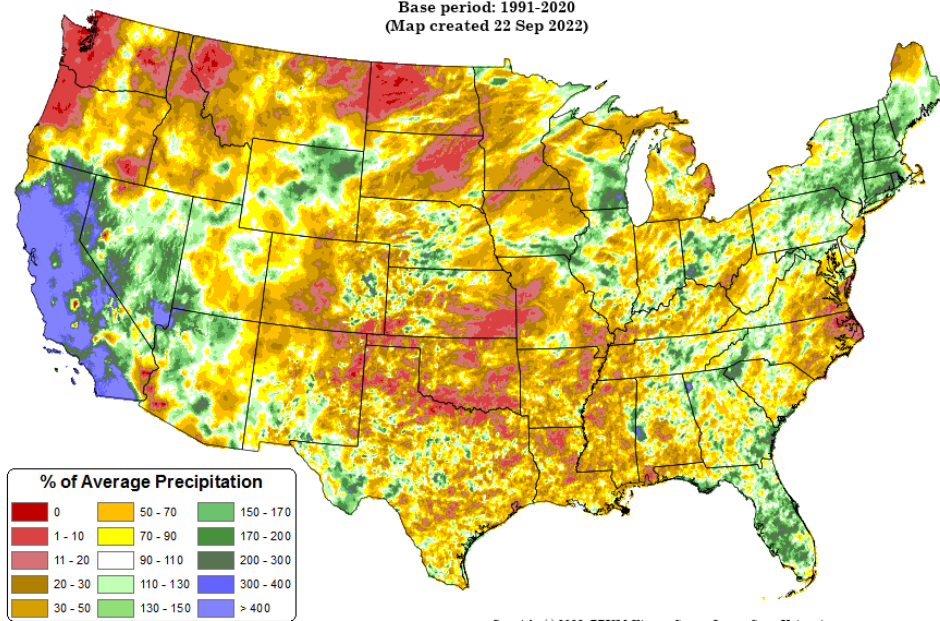 Base period: 1991-2020
(Map created 22 Sep 2022)
% of Average Precipitation
0
1 - 10
11 - 20
20 - 30
30 - 50
50 - 70
70 - 90
90 - 110
110 - 130
130 - 150
150 - 170
170 - 200
200 - 300
300 - 400
> 400